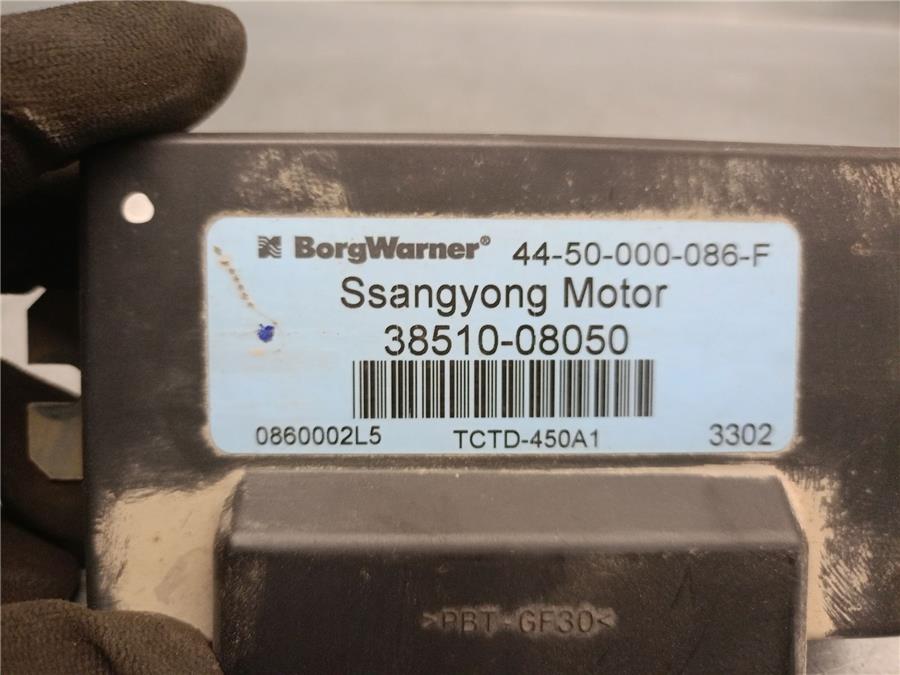 BorgWarner® 44-50-000-086-F
Ssangyong Motor
38510-08050
0860002L5 TCTD-450A1 3302
>PBT-GF30<